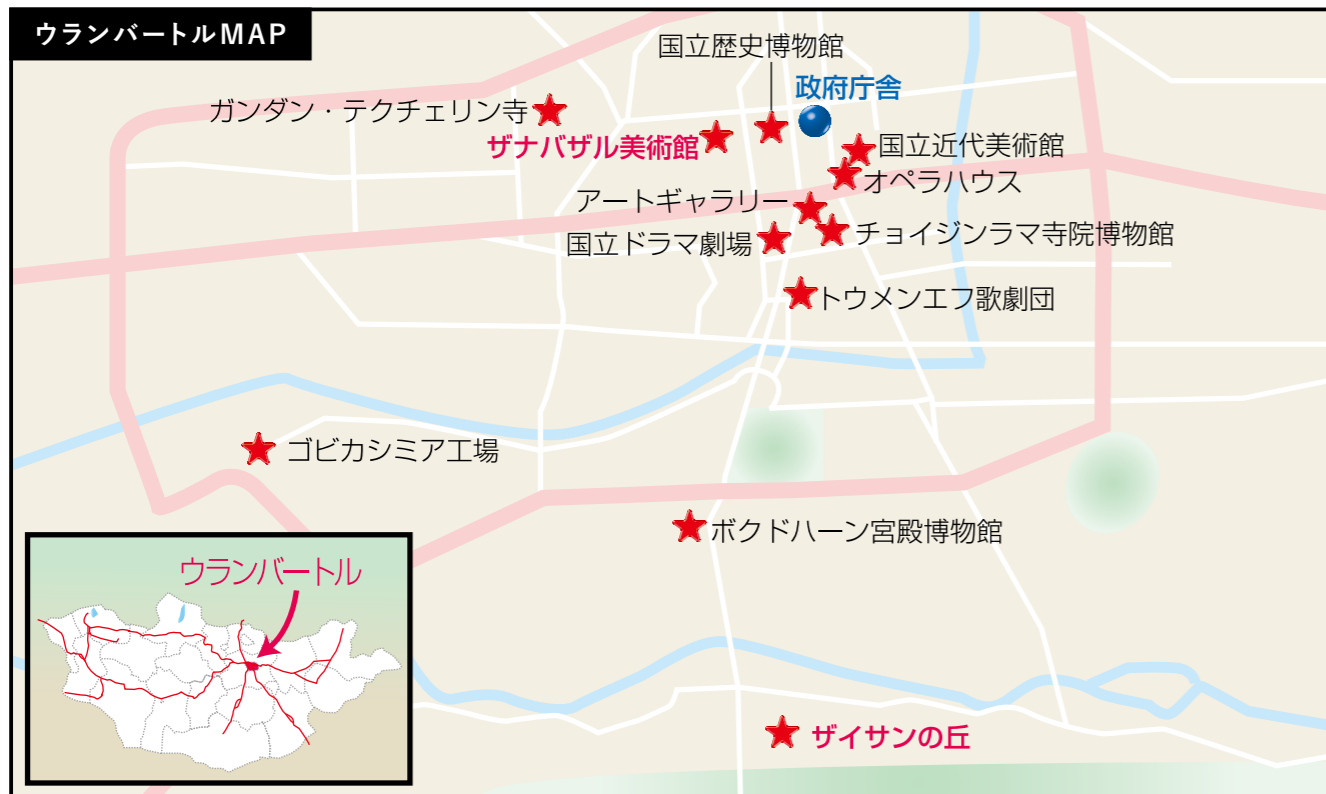 ウランバートルMAP
国立歴史博物館
政府庁舎
ガンダン・テクチェリン寺
ザナバザル美術館
国立近代美術館
オペラハウス
アートギャラリー
チョイジンラマ寺院博物館
国立ドラマ劇場
トウメンエフ歌劇団
ゴビカシミア工場
ボクドハーン宮殿博物館
ウランバートル
ザイサンの丘